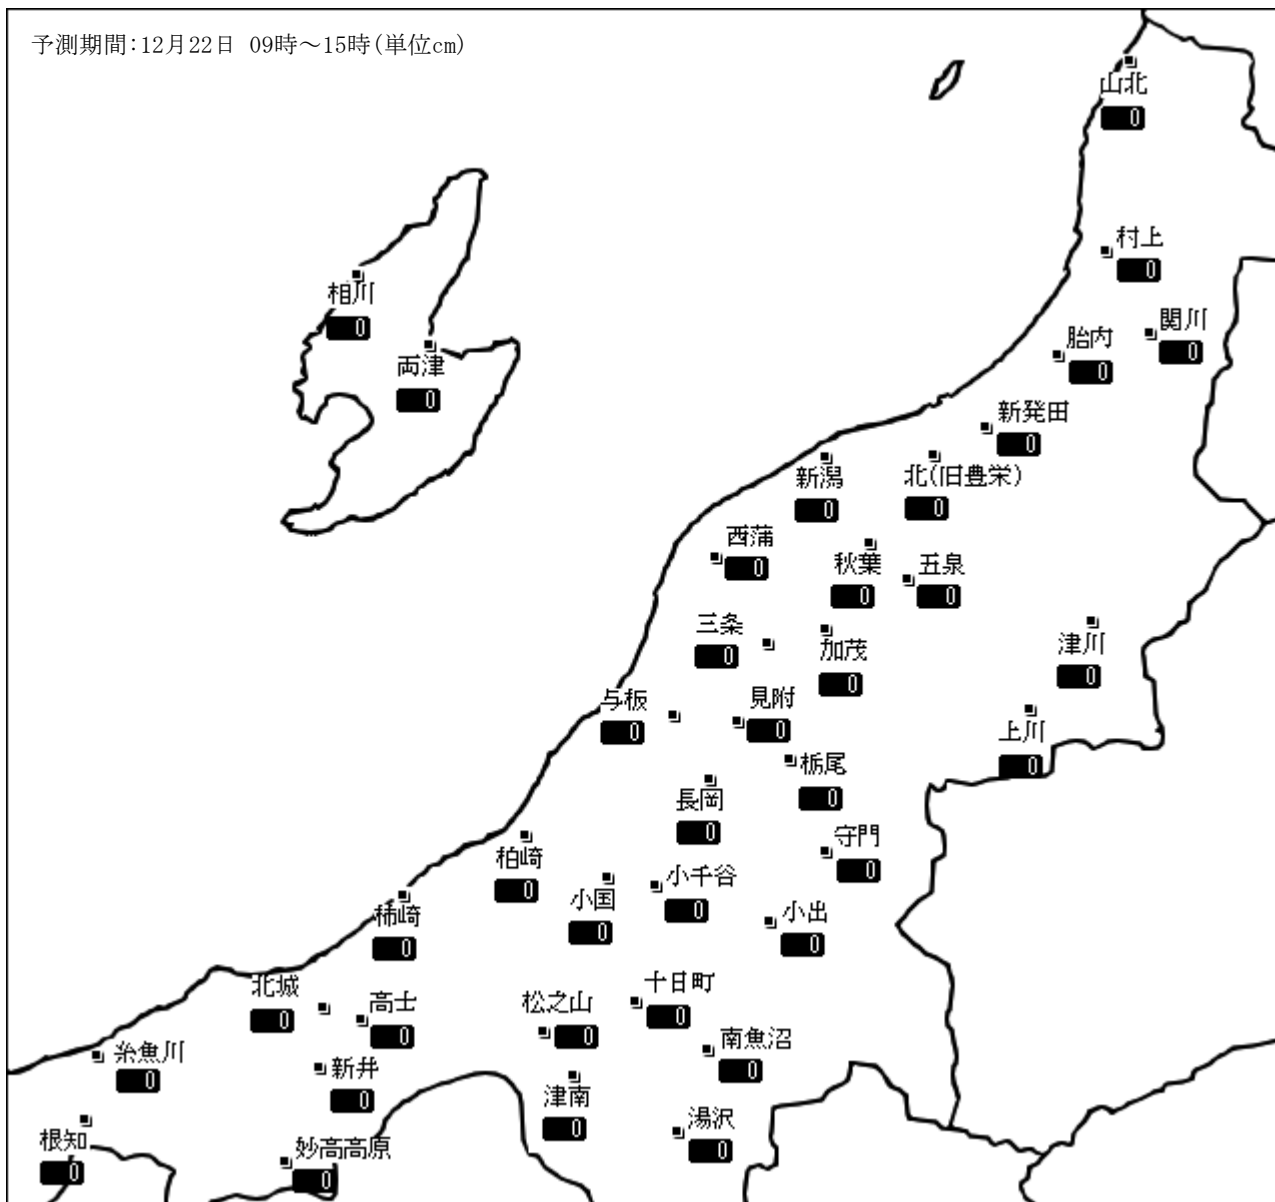 予測期間:12月22日 09時～15時(単位cm)
山北
0
村上
0
相川
0
関川
0
胎内
0
両津
0
新発田
0
新潟
0
北(旧豊栄)
0
西蒲
0
秋葉
0
五泉
0
三条
0
加茂
0
津川
0
与板
0
見附
0
上川
0
栃尾
0
長岡
0
守門
0
柏崎
0
小千谷
0
小国
0
小出
0
柿崎
0
北城
0
高士
0
松之山
0
十日町
0
南魚沼
0
糸魚川
0
新井
0
津南
0
湯沢
0
根知
0
妙高高原
0